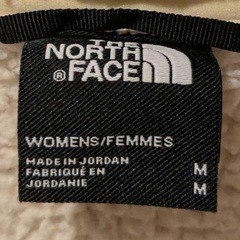 THE
NORTH
FACE
®
WOMENS/FEMMES
MADE IN JORDAN
FABRIQUÉ EN
JORDANIE
M
M